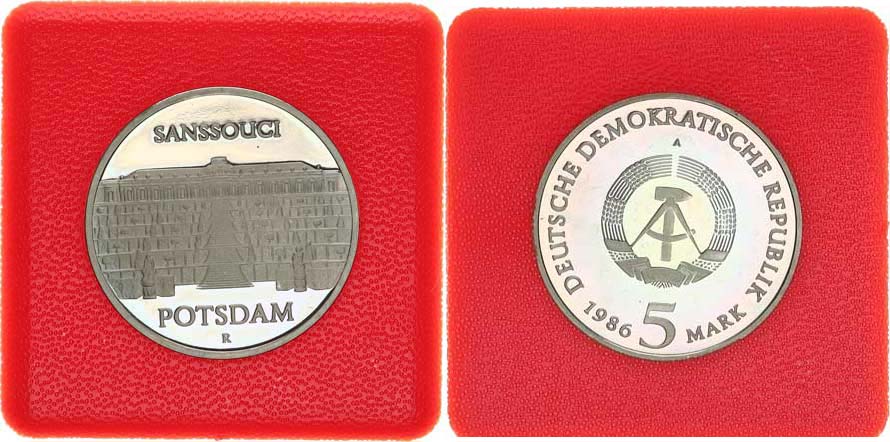 SANSSOUCI
POTSDAM
R
DEUTSCHE DEMOKRATISCHE REPUBLIK
A
1986 5 MARK